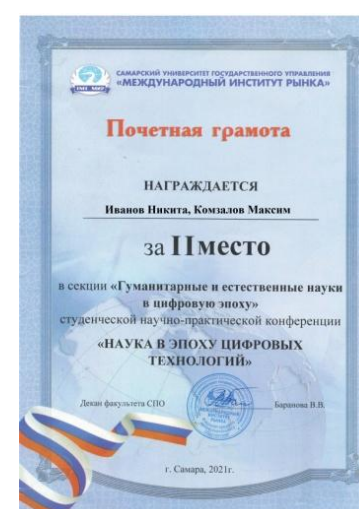 САМАРСКИЙ УНИВЕРСИТЕТ ГОСУДАРСТВЕННОГО УПРАВЛЕНИЯ
«МЕЖДУНАРОДНЫЙ ИНСТИТУТ РЫНКА»
Почетная грамота
НАГРАЖДАЕТСЯ
Иванов Никита, Комзалов Максим
за II место
в секции «Гуманитарные и естественные науки
в цифровую эпоху»
студенческой научно-практической конференции
«НАУКА В ЭПОХУ ЦИФРОВЫХ
ТЕХНОЛОГИЙ»
Декан факультета СПО
Баранова В.В.
г. Самара, 2021г.